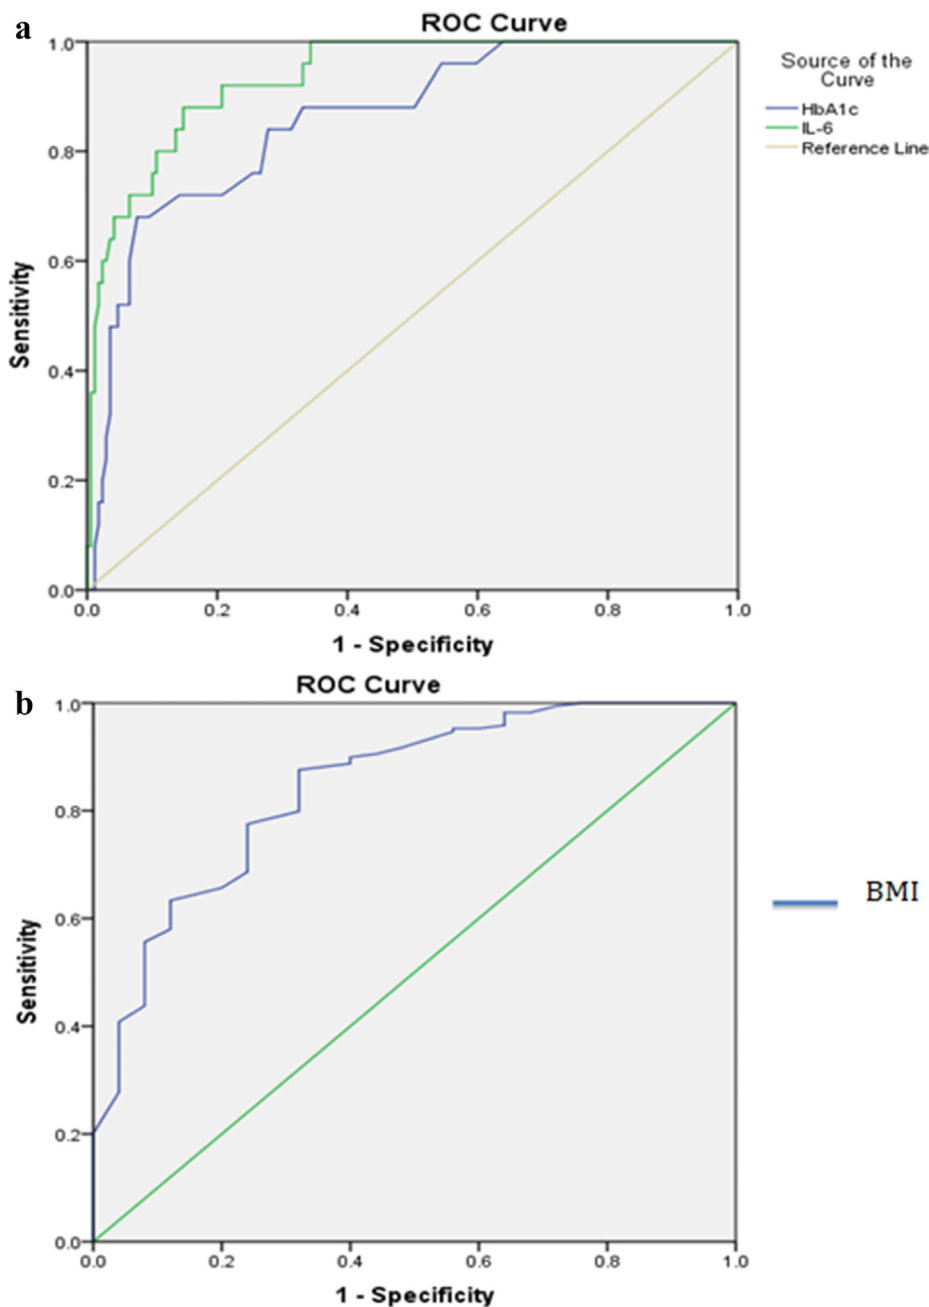 a
ROC Curve
1.0
0.8
0.6
0.4
0.2
0.0
Sensitivity
0.0 0.2 0.4 0.6 0.8 1.0
1 - Specificity
Source of the
Curve
HbA1c
IL-6
Reference Line
b
ROC Curve
1.0
0.8
0.6
0.4
0.2
0.0
Sensitivity
0.0 0.2 0.4 0.6 0.8 1.0
1 - Specificity
BMI